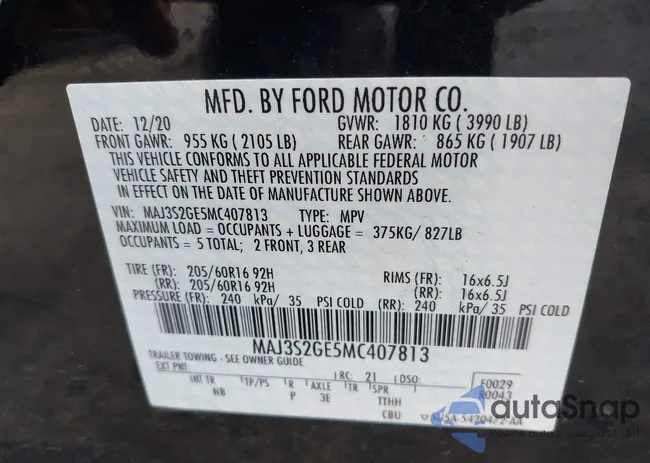 MFD. BY FORD MOTOR CO.
DATE: 12/20 GVWR: 1810 KG ( 3990 LB)
FRONT GAWR: 955 KG ( 2105 LB) REAR GAWR: 865 KG ( 1907 LB)
THIS VEHICLE CONFORMS TO ALL APPLICABLE FEDERAL MOTOR
VEHICLE SAFETY AND THEFT PREVENTION STANDARDS
IN EFFECT ON THE DATE OF MANUFACTURE SHOWN ABOVE.
VIN: MAJ3S2GE5MC407813 TYPE: MPV
MAXIMUM LOAD = OCCUPANTS + LUGGAGE = 375KG/ 827LB
OCCUPANTS = 5 TOTAL; 2 FRONT, 3 REAR
TIRE (FR): 205/60R16 92H RIMS (FR): 16x6.5J
(RR): 205/60R16 92H (RR): 16x6.5J
PRESSURE (FR): 240 kPa/ 35 PSI COLD (RR): 240 kPa/ 35 PSI COLD
MAJ3S2GE5MC407813
TRAILER TOWING - SEE OWNER GUIDE
EXT PNT: RC: 21 DSO: F0029
INT TR TP/PS R AXLE TR SPR R0043
NB P 3E TTHH
CBU
autoSnap